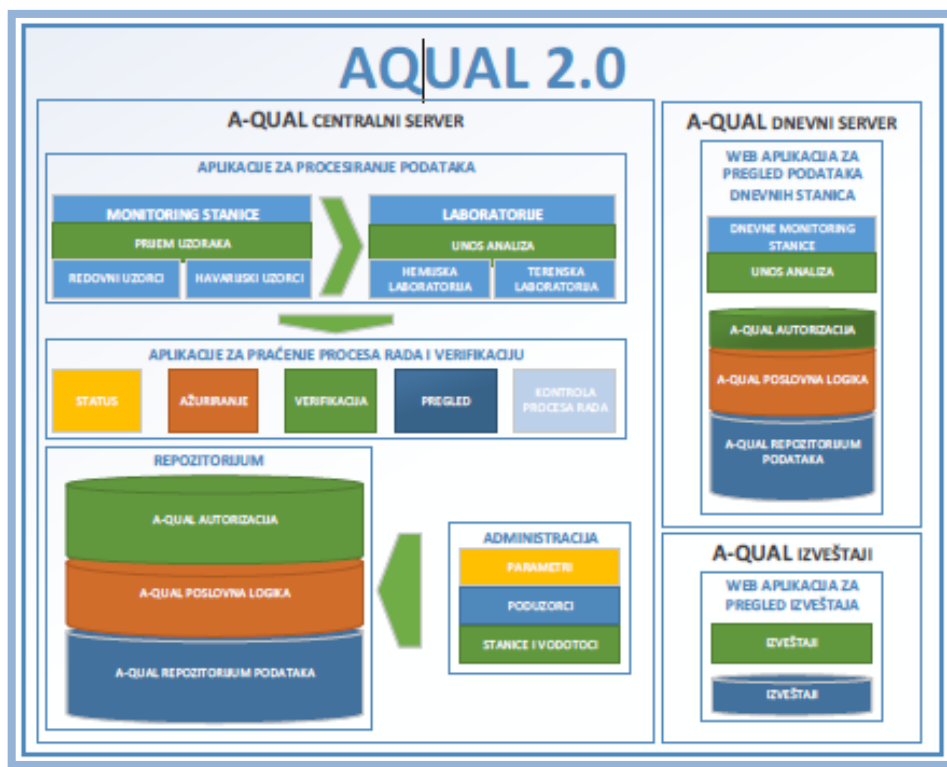 AQUAL 2.0
A-QUAL CENTRALNI SERVER
APLIKACIJE ZA PROCESIRANJE PODATAKA
MONITORING STANICE
PRIJEM UZORAKA
REDOVNI UZORCI
HAVARIJSKI UZORCI
LABORATORIJE
UNOS ANALIZA
HEMIJSKA
LABORATORIJA
TERENSKA
LABORATORIJA
APLIKACIJE ZA PRAČENJE PROCESA RADA I VERIFIKACIJU
STATUS
AŽURIRANJE
VERIFIKACIJA
PREGLED
KONTROLA
PROCESA RADA
REPOZITORIJUM
A-QUAL AUTORIZACIJA
A-QUAL POSLOVNA LOGIKA
A-QUAL REPOZITORIJUM PODATAKA
ADMINISTRACIJA
PARAMETRI
PODUZORCI
STANICE I VODOTOCI
A-QUAL DNEVNI SERVER
WEB APLIKACIJA ZA
PREGLED PODATAKA
DNEVNIH STANICA
DNEVNE MONITORING
STANICE
UNOS ANALIZA
A-QUAL AUTORIZACIJA
A-QUAL POSLOVNA LOGIKA
A-QUAL REPOZITORIJUM
PODATAKA
A-QUAL IZVEŠTAJI
WEB APLIKACIJA ZA
PREGLED IZVEŠTAJA
IZVEŠTAJI
IZVEŠTAJI